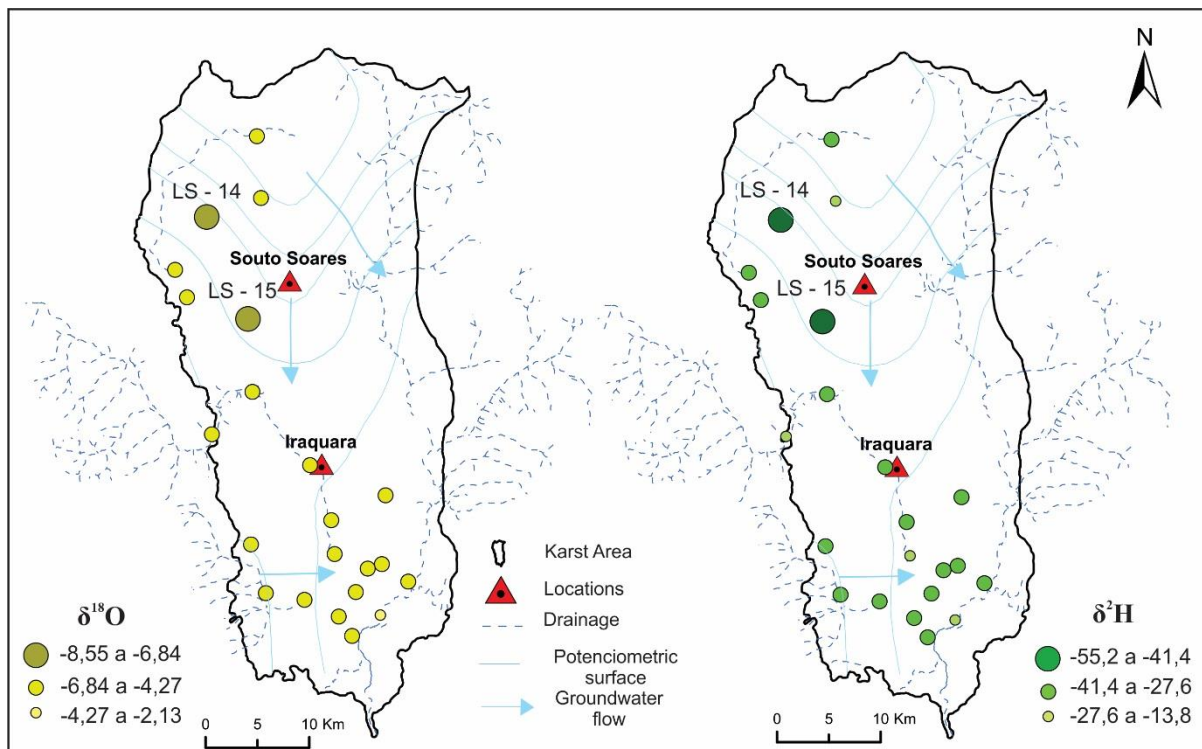 N
LS - 14
Souto Soares
LS - 15
Iraquara
δ¹⁸O
-8,55 a -6,84
-6,84 a -4,27
-4,27 a -2,13
0 5 10 Km
Karst Area
Locations
Drainage
Potenciometric
surface
Groundwater
flow
LS - 14
Souto Soares
LS - 15
Iraquara
δ²H
-55,2 a -41,4
-41,4 a -27,6
-27,6 a -13,8
0 5 10 Km